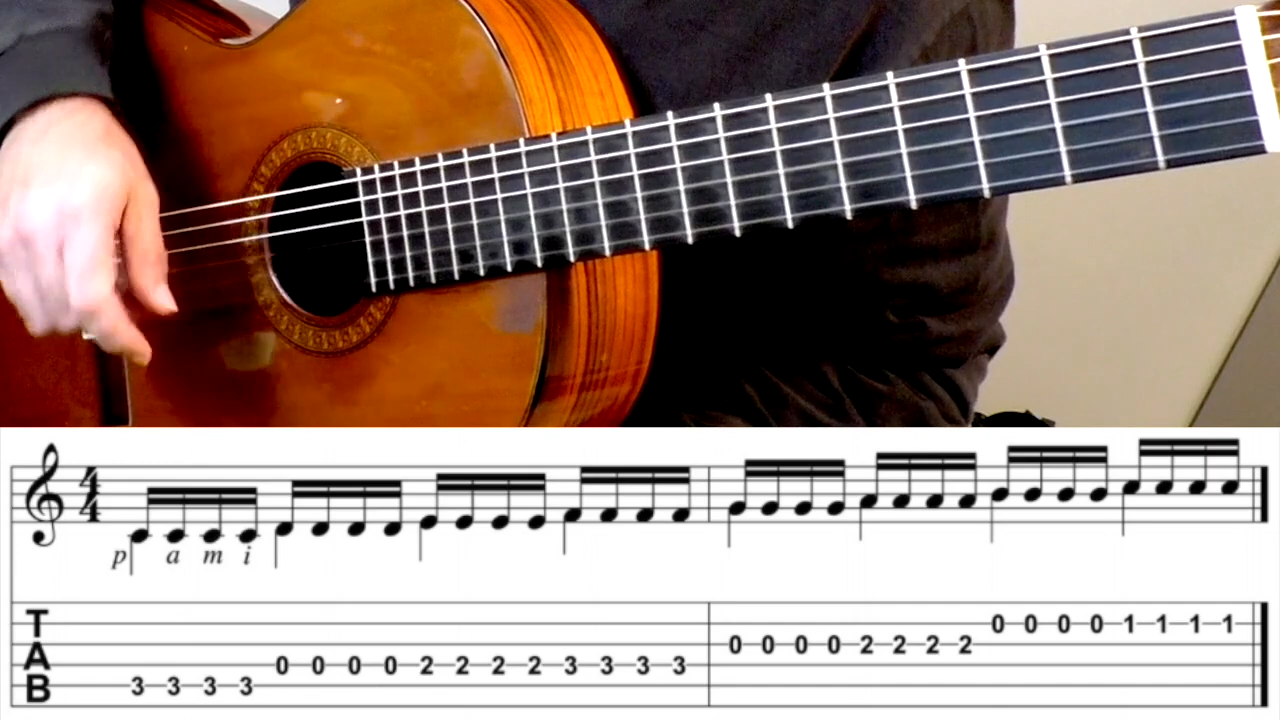 4
4
p a m i
T
A
B
0 0 0 0 1 1 1 1
0 0 0 0 2 2 2 2
0 0 0 0 2 2 2 2 3 3 3 3
3 3 3 3